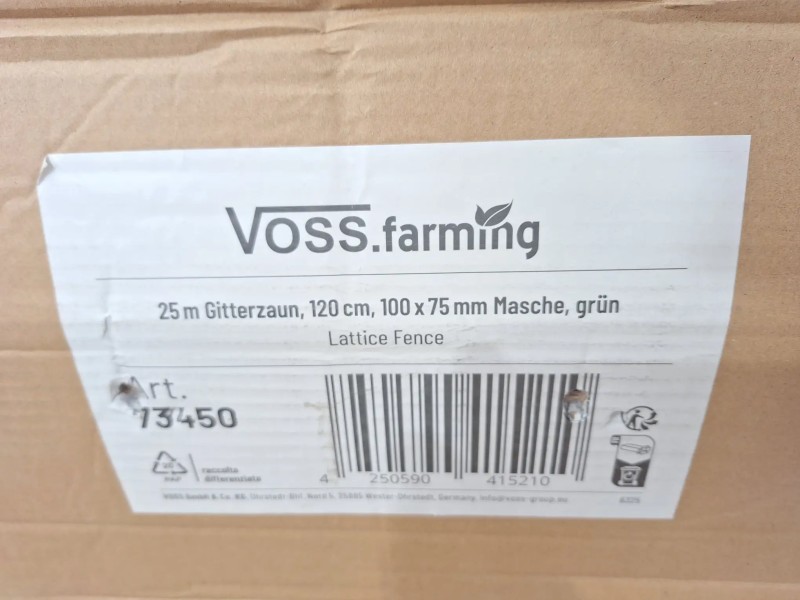 VOSS.farming
25 m Gitterzaun, 120 cm, 100 x 75 mm Masche, grün
Lattice Fence
Art.
73450
PAP
raccolta
differenziata
4 250590 415210